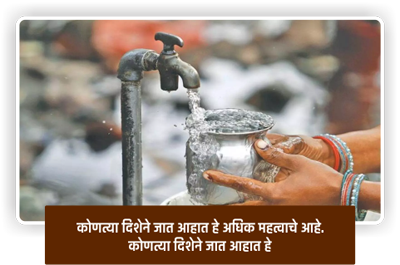 कोणत्या दिशेने जात आहात हे अधिक महत्वाचे आहे.
कोणत्या दिशेने जात आहात हे